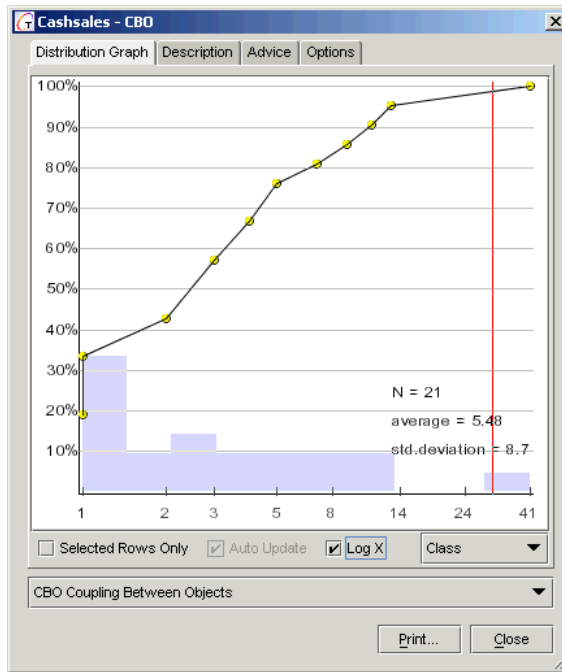 Cashsales - CBO
Distribution Graph Description Advice Options
100%
90%
80%
70%
60%
50%
40%
30%
20%
10%
N = 21
average = 5.48
std.deviation = 8.7
1 2 3 5 8 14 24 41
Selected Rows Only Auto Update Log X Class
CBO Coupling Between Objects
Print... Close